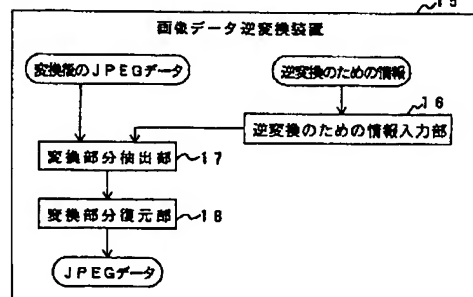 15
画像データ逆変換装置
変換後のJPEGデータ
逆変換のための情報
16
逆変換のための情報入力部
変換部分抽出部
17
変換部分復元部
18
JPEGデータ